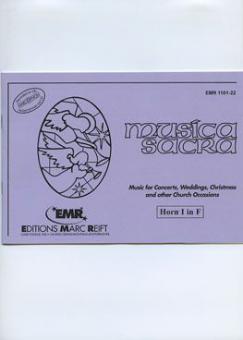 EMR 1101-22
musica
sacra
Music for Concerts, Weddings, Christmas
and other Church Occasions
EMR
EDITIONS MARC REIFT
Horn I in F